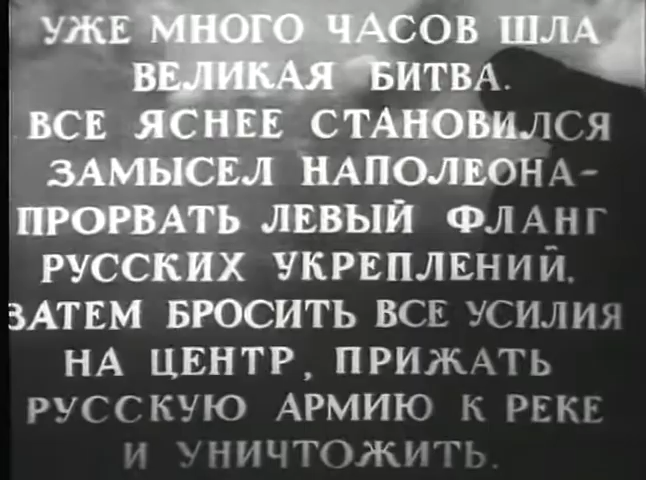 УЖЕ МНОГО ЧАСОВ ШЛА
ВЕЛИКАЯ БИТВА.
ВСЕ ЯСНЕЕ СТАНОВИЛСЯ
ЗАМЫСЕЛ НАПОЛЕОНА-
ПРОРВАТЬ ЛЕВЫЙ ФЛАНГ
РУССКИХ УКРЕПЛЕНИЙ.
ЗАТЕМ БРОСИТЬ ВСЕ УСИЛИЯ
НА ЦЕНТР, ПРИЖАТЬ
РУССКУЮ АРМИЮ К РЕКЕ
И УНИЧТОЖИТЬ.